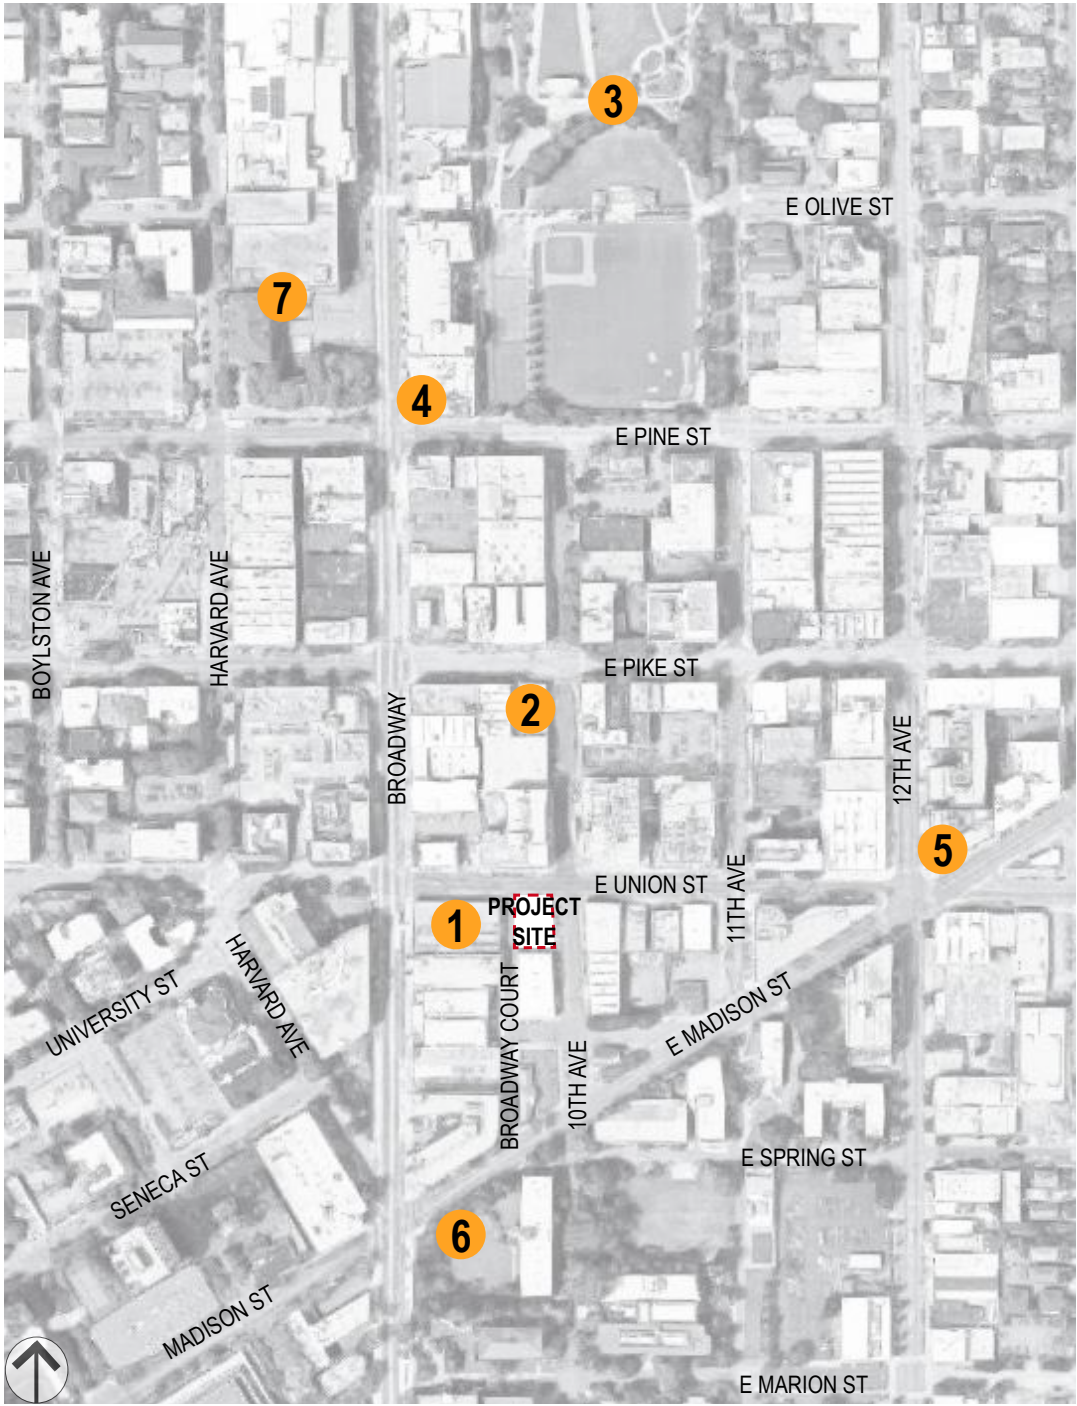 3
E OLIVE ST
7
4
E PINE ST
BOYLSTON AVE
HARVARD AVE
E PIKE ST
2
BROADWAY
12TH AVE
5
E UNION ST
11TH AVE
1
PROJECT
SITE
HARVARD AVE
UNIVERSITY ST
BROADWAY COURT
E MADISON ST
10TH AVE
E SPRING ST
SENECA ST
6
MADISON ST
E MARION ST